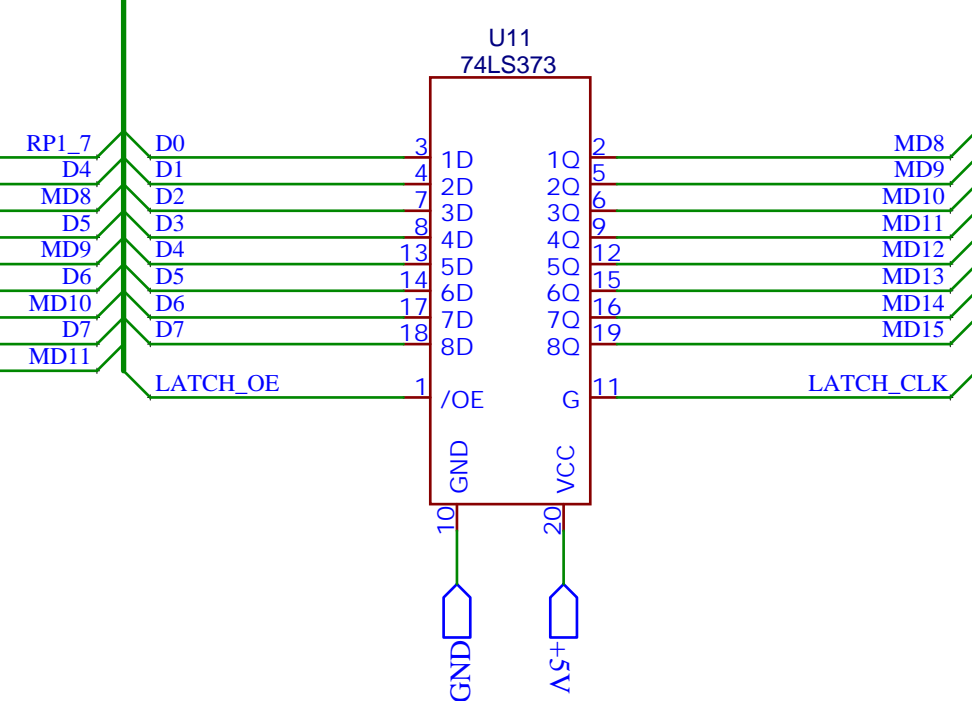 U11
74LS373
RP1_7 D0 3 1D 1Q 2 MD8
D4 D1 4 2D 2Q 5 MD9
MD8 D2 7 3D 3Q 6 MD10
D5 D3 8 4D 4Q 9 MD11
MD9 D4 13 5D 5Q 12 MD12
D6 D5 14 6D 6Q 15 MD13
MD10 D6 17 7D 7Q 16 MD14
D7 D7 18 8D 8Q 19 MD15
MD11
LATCH_OE 1 /OE G 11 LATCH_CLK
GND VCC
10 20
GND +5V